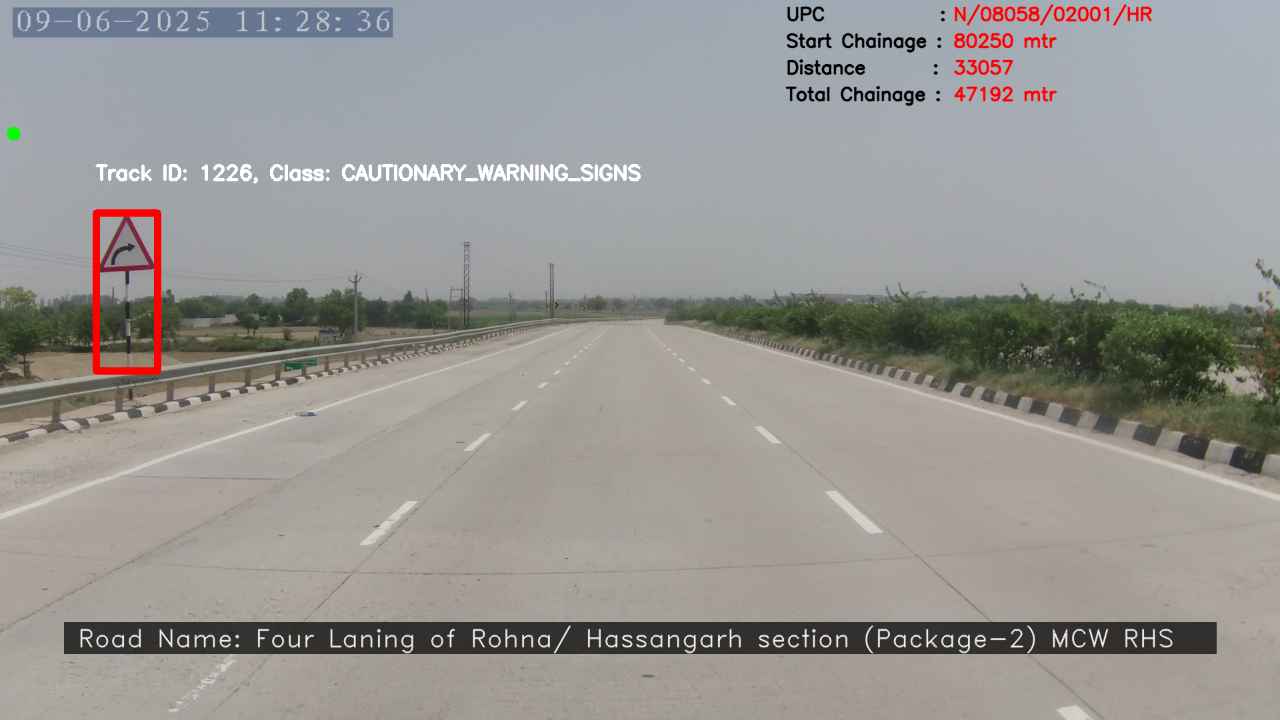 09-06-2025 11:28:36
UPC : N/08058/02001/HR
Start Chainage : 80250 mtr
Distance : 33057
Total Chainage : 47192 mtr
Track ID: 1226, Class: CAUTIONARY_WARNING_SIGNS
Road Name: Four Laning of Rohna/ Hassangarh section (Package-2) MCW RHS